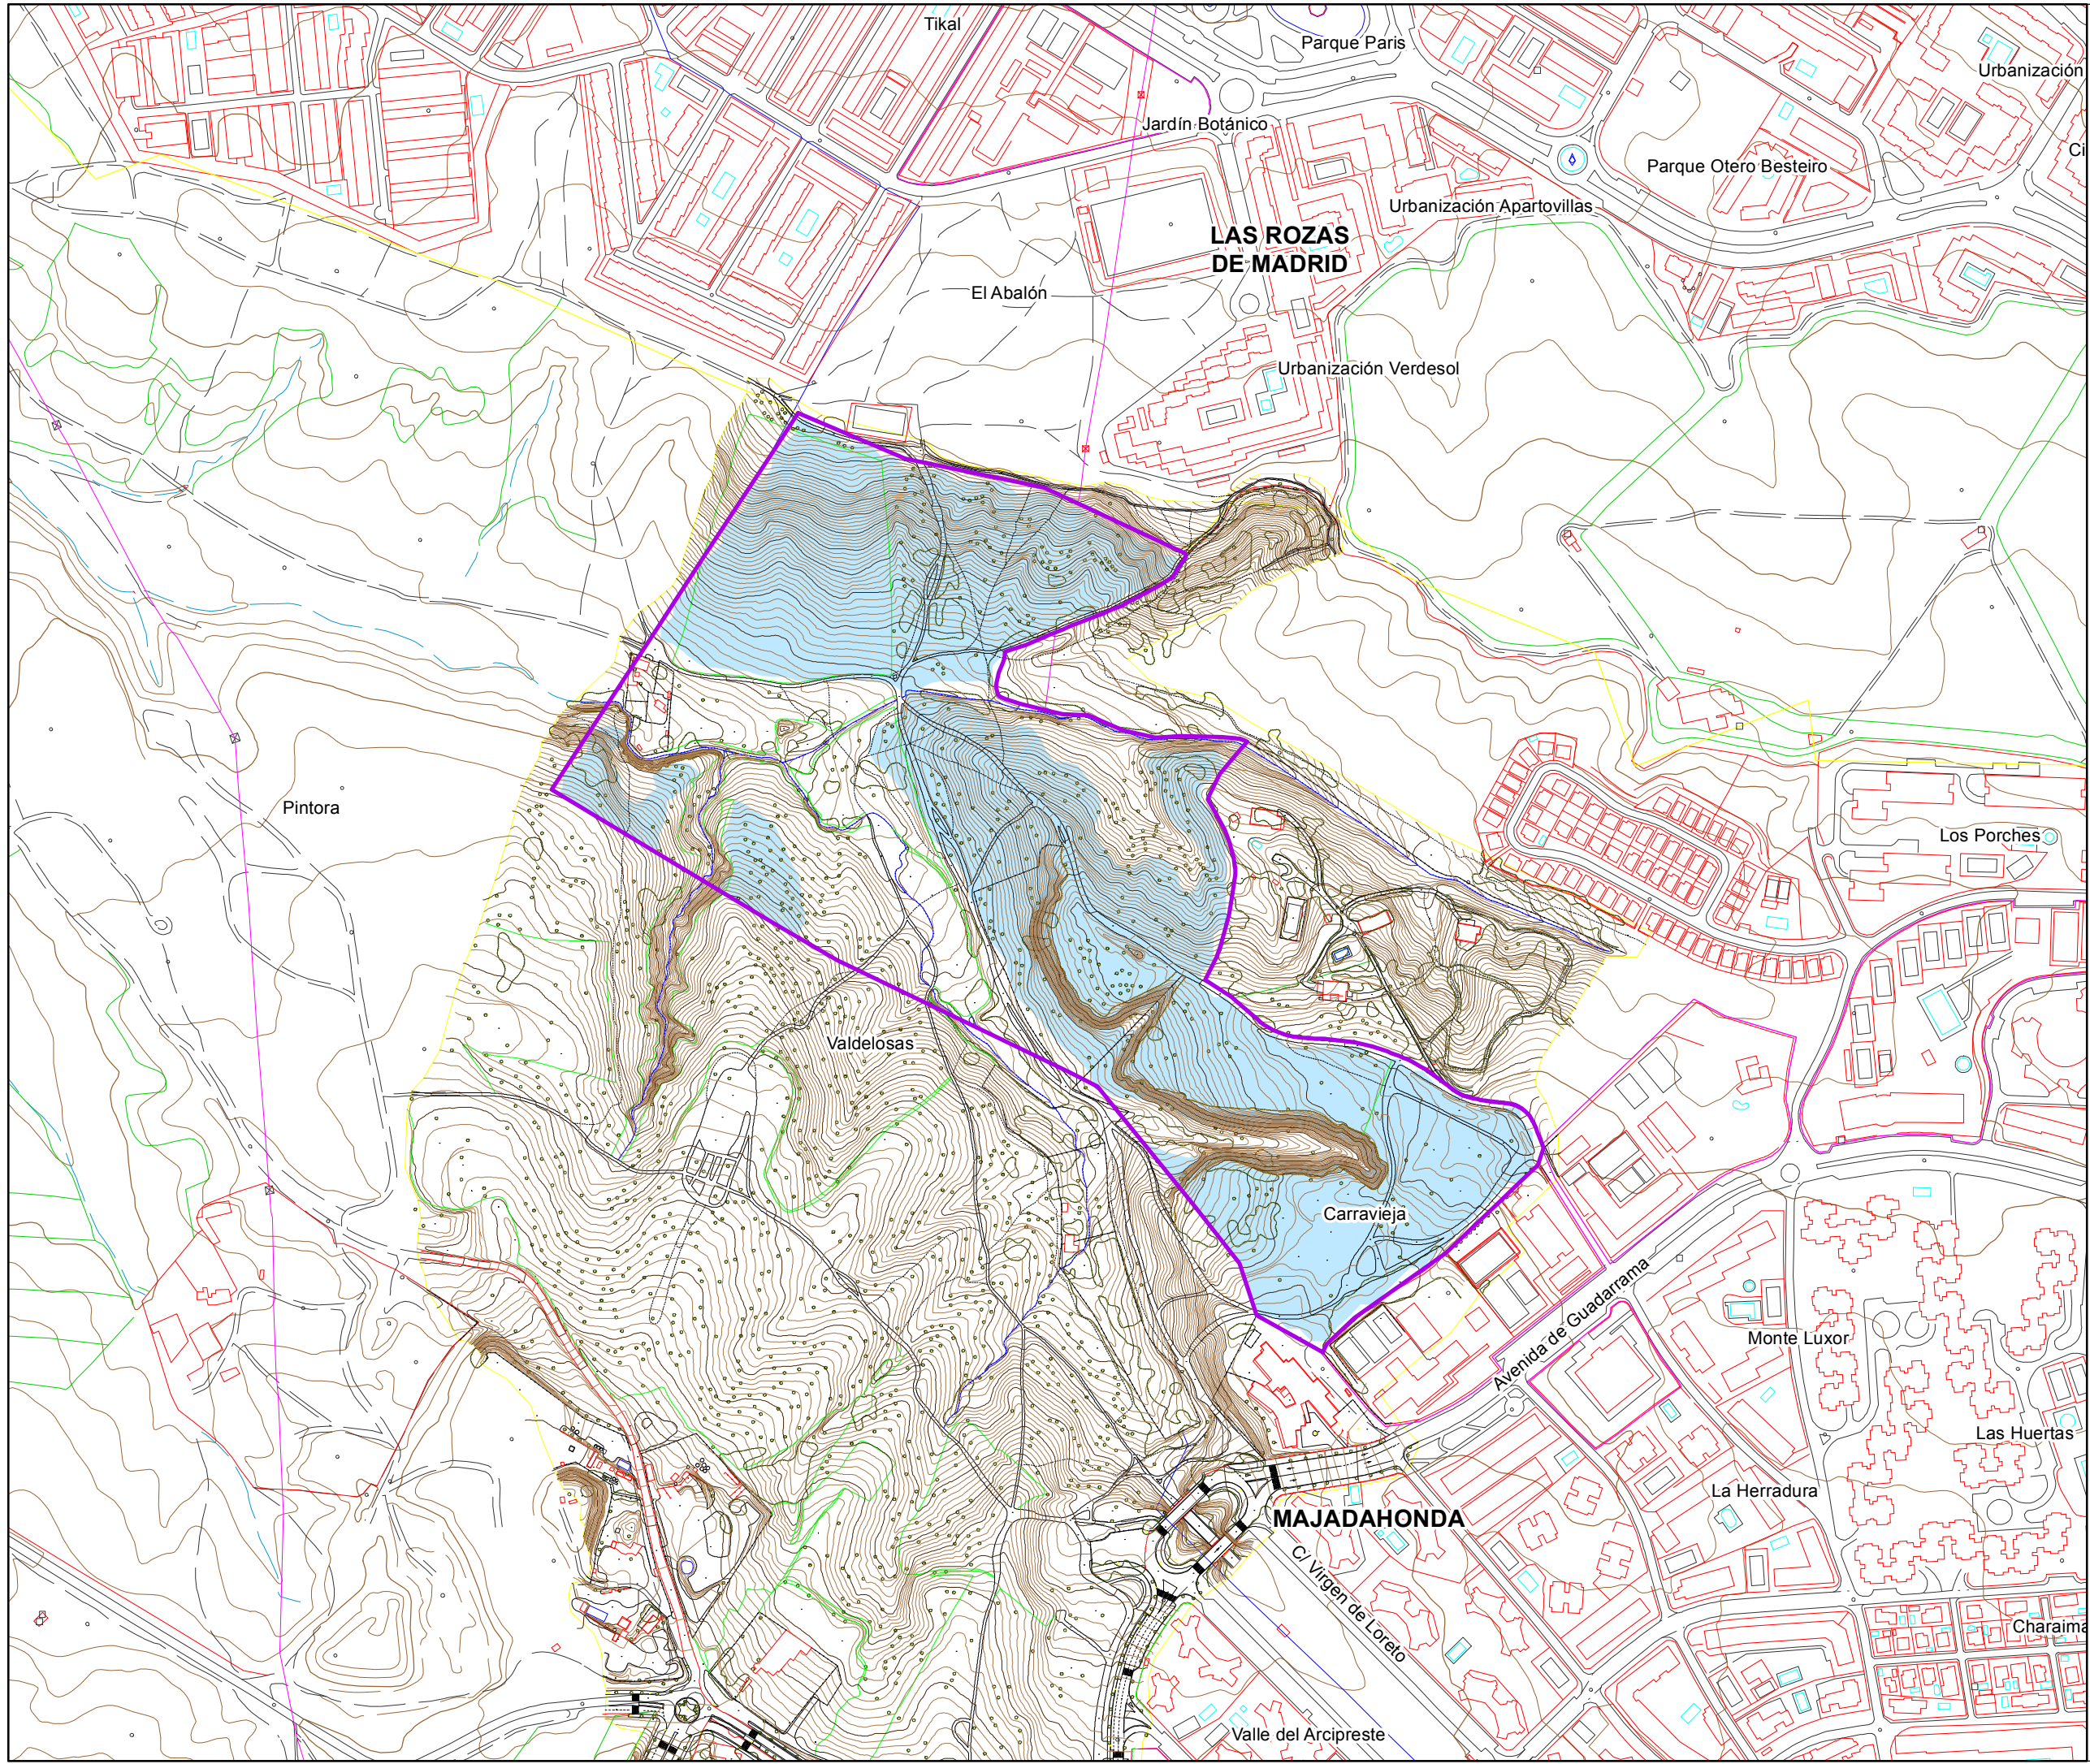 Tikal
Parque Paris
Urbanización
Jardín Botánico
Ci
Parque Otero Besteiro
Urbanización Apartovillas
LAS ROZAS
DE MADRID
El Abalón
Urbanización Verdesol
Pintora
Los Porches
Valdelosas
Carravieja
Avenida de Guadarrama
Monte Luxor
Las Huertas
La Herradura
MAJADAHONDA
C/ Virgen de Loreto
Charaima
Valle del Arcipreste